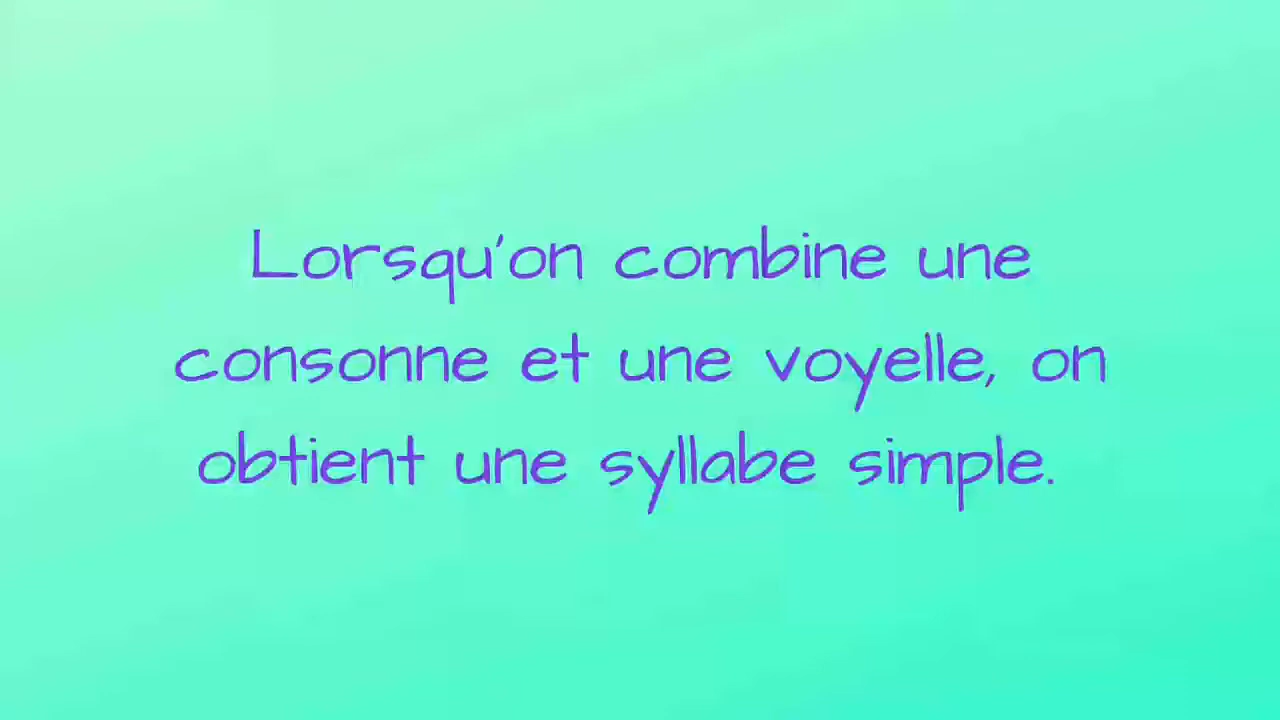 Lorsqu'on combine une
consonne et une voyelle, on
obtient une syllabe simple.